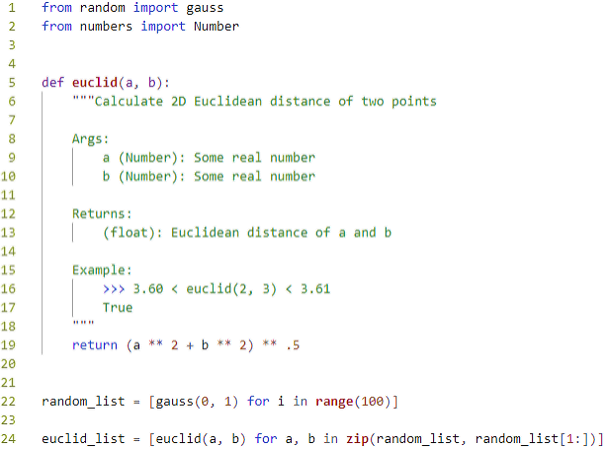 1 from random import gauss
2 from numbers import Number
3
4
5 def euclid(a, b):
6     """Calculate 2D Euclidean distance of two points
7
8     Args:
9         a (Number): Some real number
10         b (Number): Some real number
11
12     Returns:
13         (float): Euclidean distance of a and b
14
15     Example:
16         >>> 3.60 < euclid(2, 3) < 3.61
17         True
18     """
19     return (a ** 2 + b ** 2) ** .5
20
21
22 random_list = [gauss(0, 1) for i in range(100)]
23
24 euclid_list = [euclid(a, b) for a, b in zip(random_list, random_list[1:])]